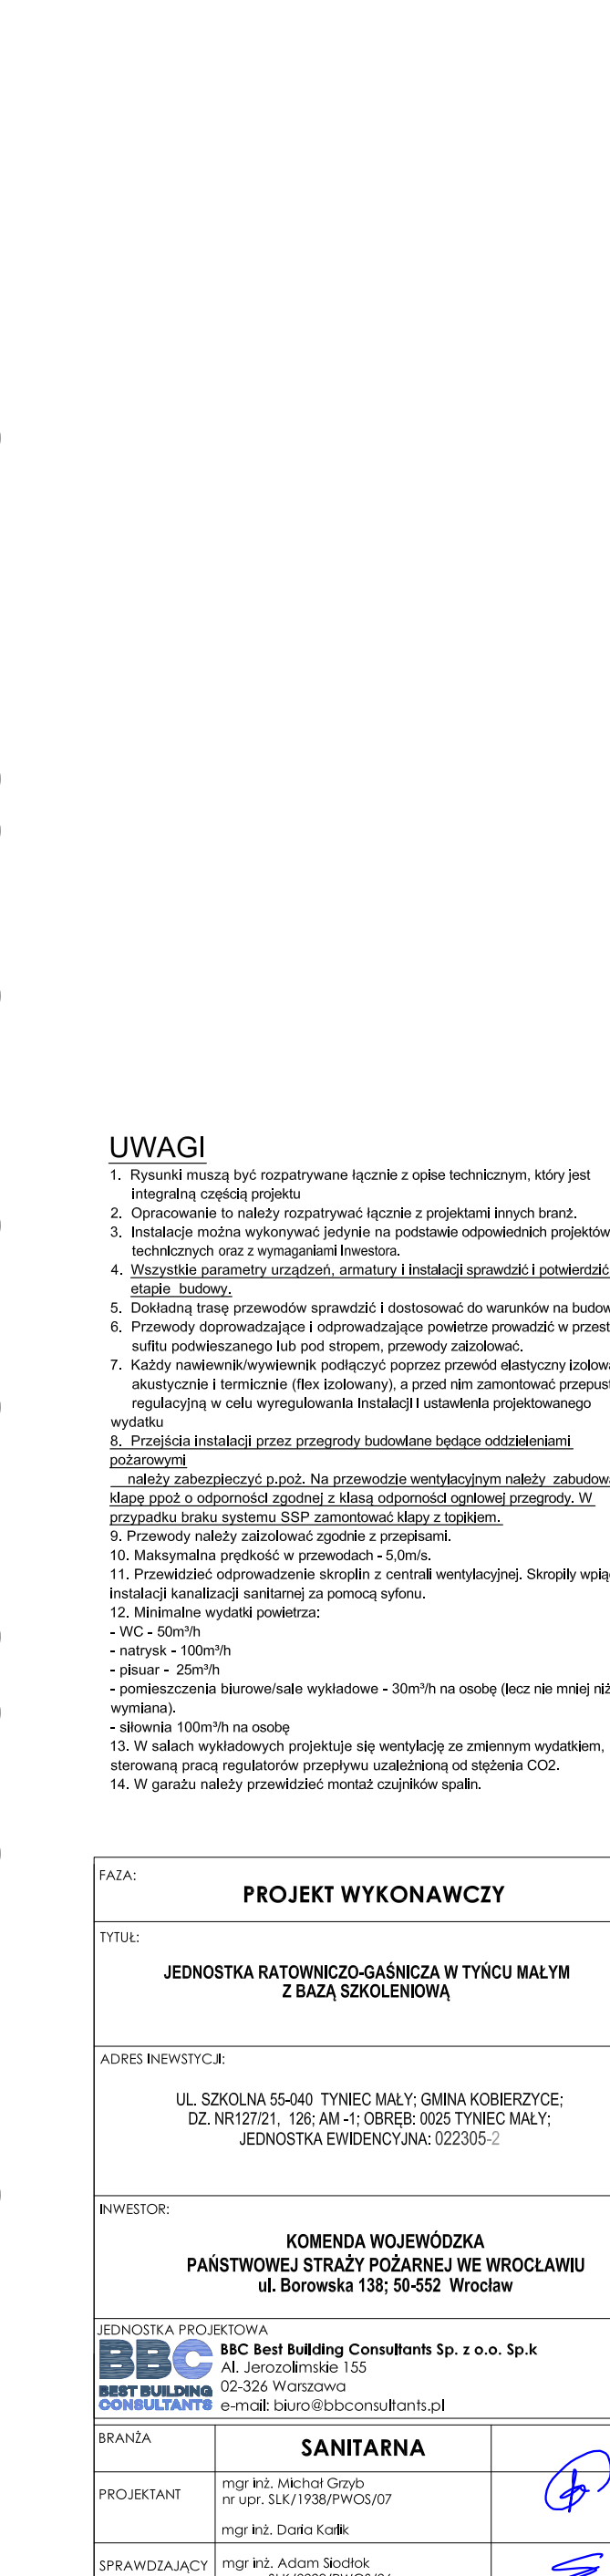 UWAGI
1. Rysunki muszą być rozpatrywane łącznie z opise technicznym, który jest
integralną częścią projektu
2. Opracowanie to należy rozpatrywać łącznie z projektami innych branż.
3. Instalacje można wykonywać jedynie na podstawie odpowiednich projektów
technicznych oraz z wymaganiami Inwestora.
4. Wszystkie parametry urządzeń, armatury i instalacji sprawdzić i potwierdzić
etapie budowy.
5. Dokładną trasę przewodów sprawdzić i dostosować do warunków na
6. Przewody doprowadzające i odprowadzające powietrze prowadzić w
sufitu podwieszanego lub pod stropem, przewody zaizolować.
7. Każdy nawiewnik/wywiewnik podłączyć poprzez przewód elastyczny
akustycznie i termicznie (flex izolowany), a przed nim zamontować
regulacyjną w celu wyregulowania Instalacji I ustawienia projektowanego
wydatku
8. Przejścia instalacji przez przegrody budowlane będące oddzieleniami
pożarowymi
należy zabezpieczyć p.poż. Na przewodzie wentylacyjnym należy
klapę ppoż o odporności zgodnej z klasą odporności ogniowej przegrody. W
przypadku braku systemu SSP zamontować klapy z topikiem.
9. Przewody należy zaizolować zgodnie z przepisami.
10. Maksymalna prędkość w przewodach - 5,0m/s.
11. Przewidzieć odprowadzenie skroplin z centrali wentylacyjnej. Skropily
instalacji kanalizacji sanitarnej za pomocą syfonu.
12. Minimalne wydatki powietrza:
- WC - 50m³/h
- natrysk - 100m³/h
- pisuar - 25m³/h
- pomieszczenia biurowe/sale wykładowe - 30m³/h na osobę (lecz nie mniej niż
wymiana).
- siłownia 100m³/h na osobę
13. W salach wykładowych projektuje się wentylację ze zmiennym wydatkiem,
sterowaną pracą regulatorów przepływu uzależnioną od stężenia CO2.
14. W garażu należy przewidzieć montaż czujników spalin.
FAZA:
PROJEKT WYKONAWCZY
TYTUŁ:
JEDNOSTKA RATOWNICZO-GAŚNICZA W TYŃCU MAŁYM
Z BAZĄ SZKOLENIOWĄ
ADRES INEWSTYCJI:
UL. SZKOLNA 55-040 TYNIEC MAŁY; GMINA KOBIERZYCE;
DZ. NR127/21, 126; AM -1; OBRĘB: 0025 TYNIEC MAŁY;
JEDNOSTKA EWIDENCYJNA: 022305-2
INWESTOR:
KOMENDA WOJEWÓDZKA
PAŃSTWOWEJ STRAŻY POŻARNEJ WE WROCŁAWIU
ul. Borowska 138; 50-552 Wrocław
JEDNOSTKA PROJEKTOWA
BBC
BEST BUILDING
CONSULTANTS
BBC Best Building Consultants Sp. z o.o. Sp.k
Al. Jerozolimskie 155
02-326 Warszawa
e-mail: biuro@bbconsultants.pl
BRANŻA
SANITARNA
PROJEKTANT
mgr inż. Michał Grzyb
nr upr. SLK/1938/PWOS/07
mgr inż. Daria Karlik
SPRAWDZAJĄCY
mgr inż. Adam Siodłok